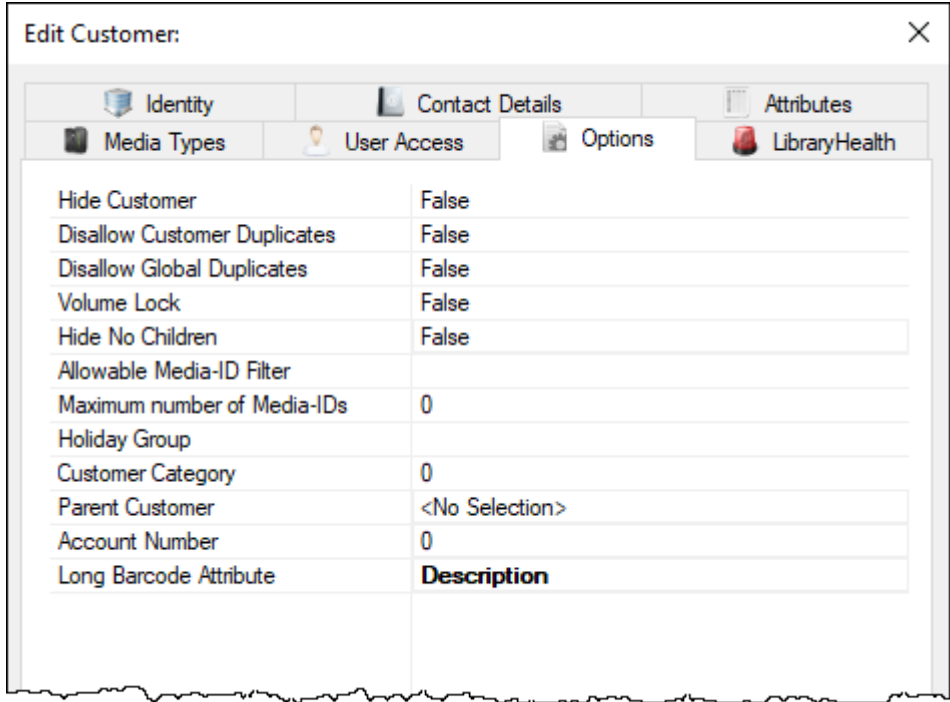 Edit Customer:
Identity Contact Details Attributes
Media Types User Access Options LibraryHealth
Hide Customer False
Disallow Customer Duplicates False
Disallow Global Duplicates False
Volume Lock False
Hide No Children False
Allowable Media-ID Filter
Maximum number of Media-IDs 0
Holiday Group
Customer Category 0
Parent Customer <No Selection>
Account Number 0
Long Barcode Attribute Description